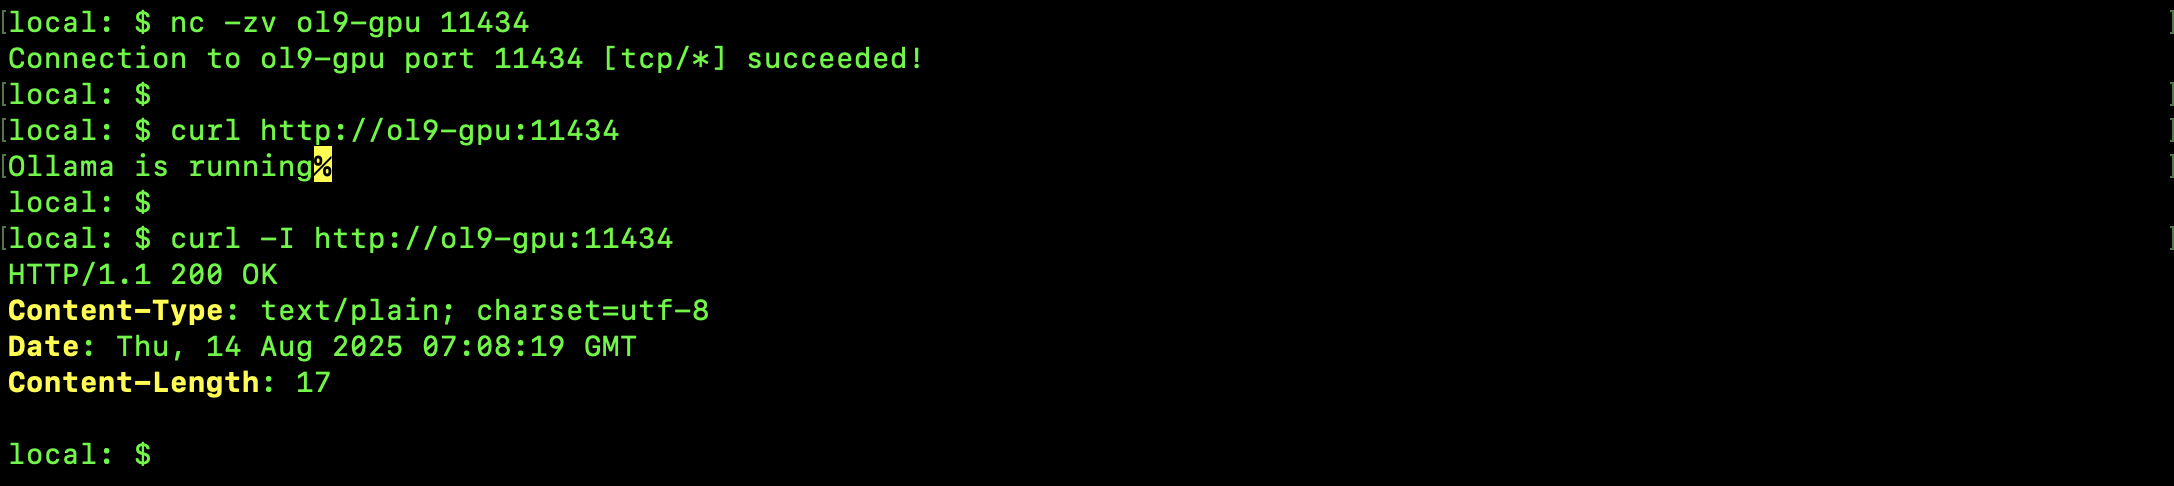 local: $ nc -zv ol9-gpu 11434
Connection to ol9-gpu port 11434 [tcp/*] succeeded!
local: $
local: $ curl http://ol9-gpu:11434
Ollama is running%
local: $
local: $ curl -I http://ol9-gpu:11434
HTTP/1.1 200 OK
Content-Type: text/plain; charset=utf-8
Date: Thu, 14 Aug 2025 07:08:19 GMT
Content-Length: 17
local: $